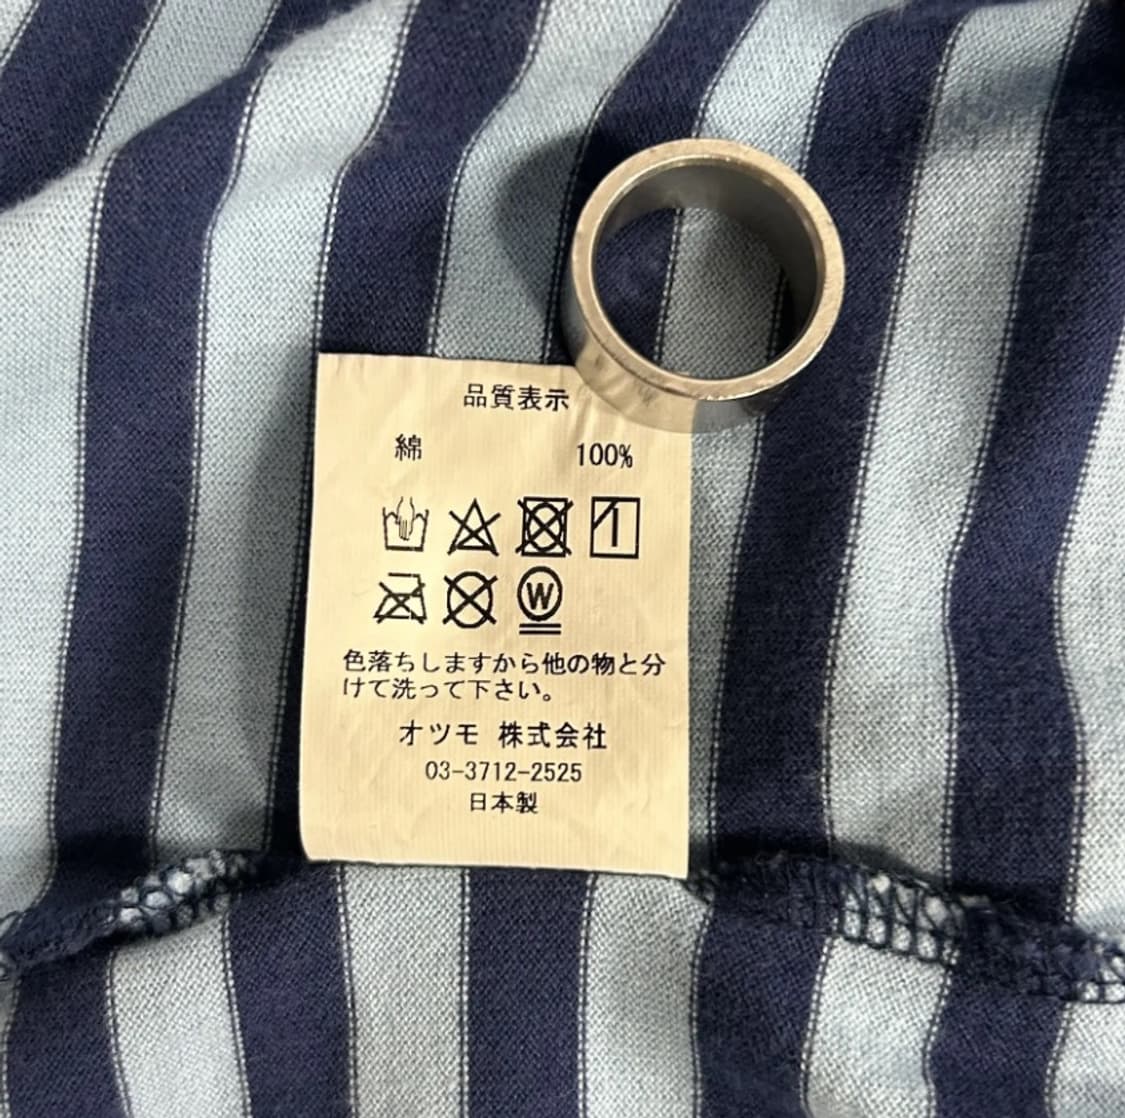 品質表示
綿 100%
W
色落ちしますから他の物と分
けて洗って下さい。
オツモ 株式会社
03-3712-2525
日本製